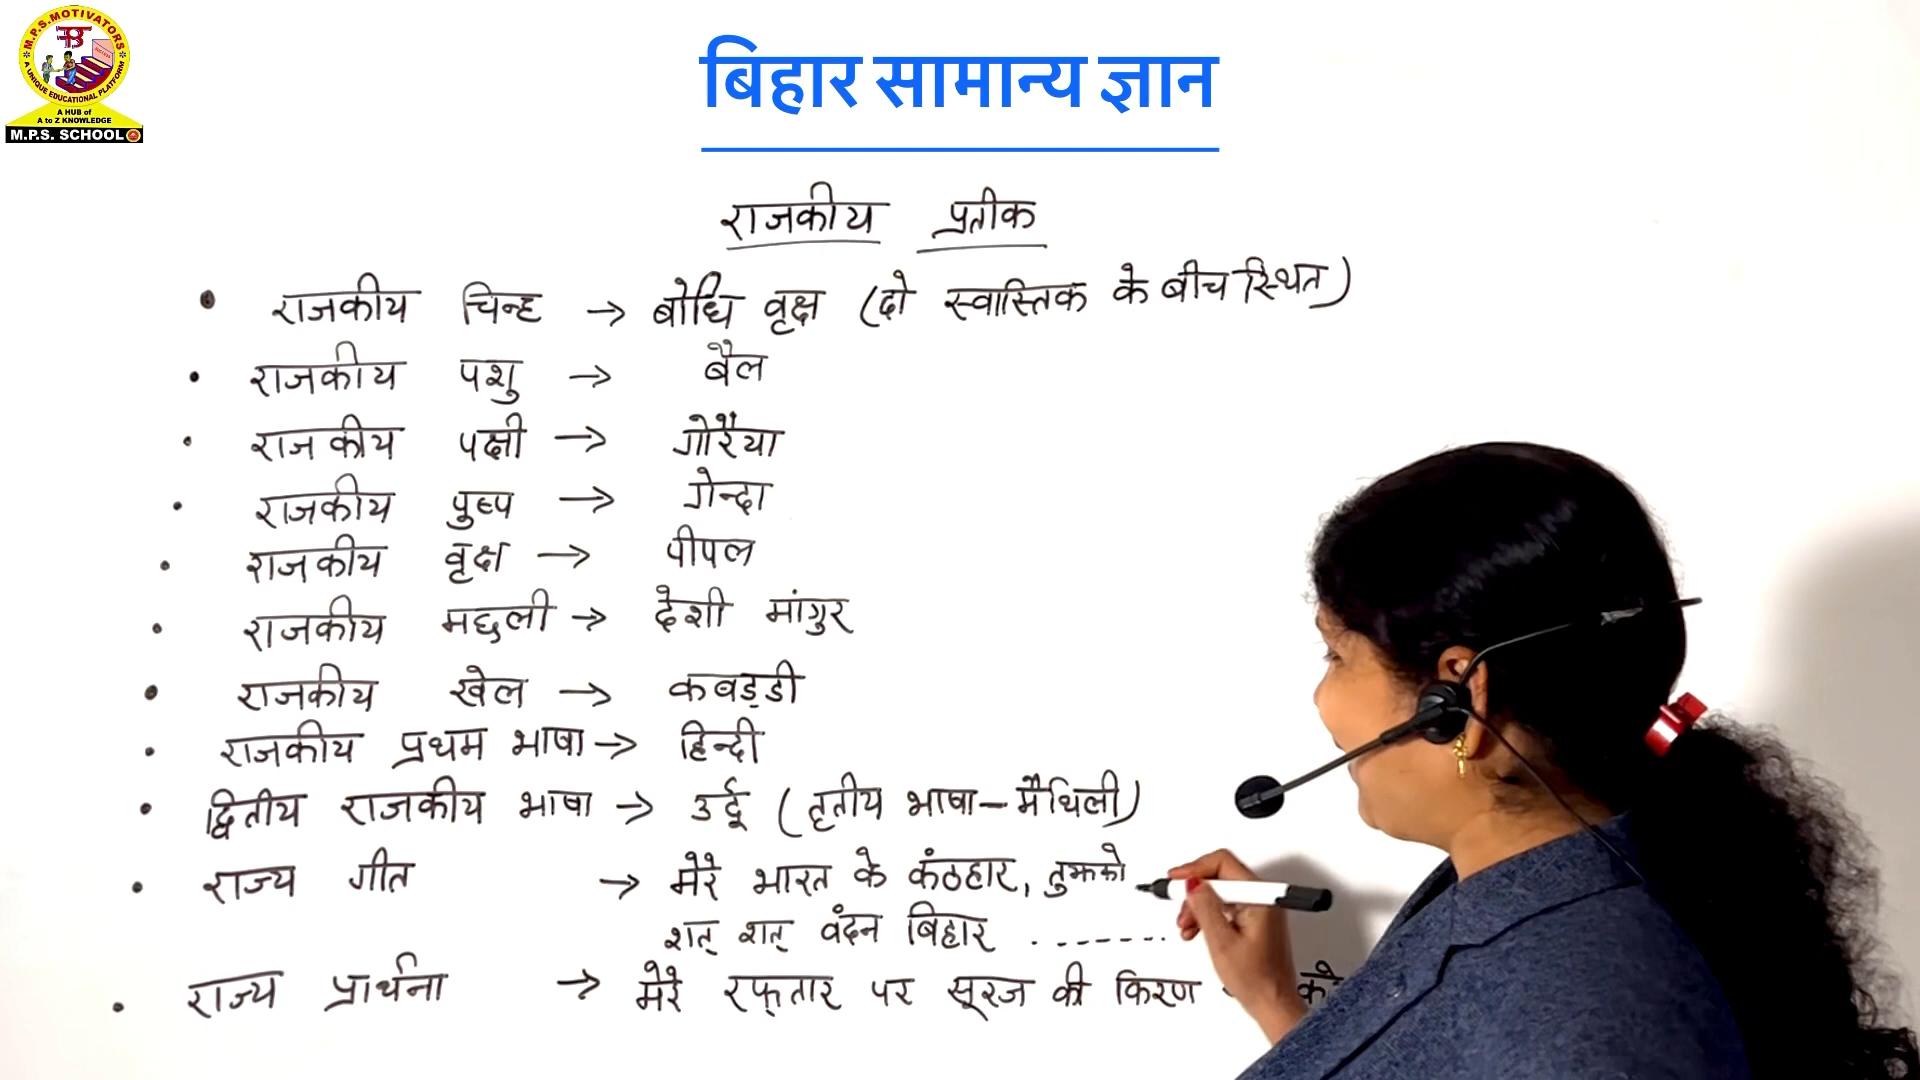 M.P.S.MOTIVATORS
A UNIQUE EDUCATIONAL PLATFORM
A HUB of
A to Z KNOWLEDGE
M.P.S. SCHOOL
बिहार सामान्य ज्ञान
राजकीय प्रतीक
• राजकीय चिन्ह → बोधि वृक्ष (दो स्वास्तिक के बीच स्थित)
• राजकीय पशु → बैल
• राजकीय पक्षी → गोरैया
• राजकीय पुष्प → गेन्दा
• राजकीय वृक्ष → पीपल
• राजकीय मछली → देशी मांगुर
• राजकीय खेल → कबड्डी
• राजकीय प्रथम भाषा → हिन्दी
• द्वितीय राजकीय भाषा → उर्दू (तृतीय भाषा - मैथिली)
• राज्य गीत → मेरे भारत के कंठहार, तुझको
शत् शत् वंदन बिहार .-------
• राज्य प्रार्थना → मेरे रफ़्तार पर सूरज की किरण